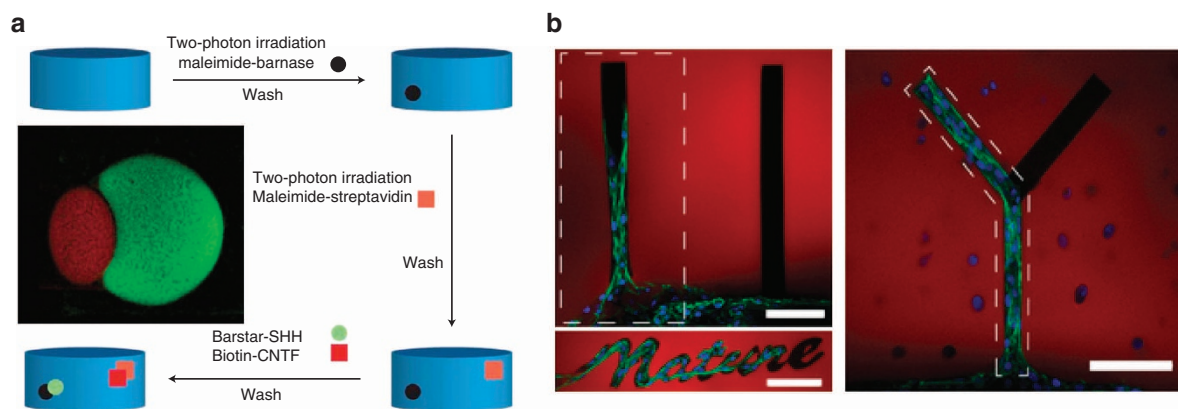 a
Two-photon irradiation
maleimide-barnase
Wash
Two-photon irradiation
Maleimide-streptavidin
Wash
Barstar-SHH
Biotin-CNTF
Wash
b
Nature